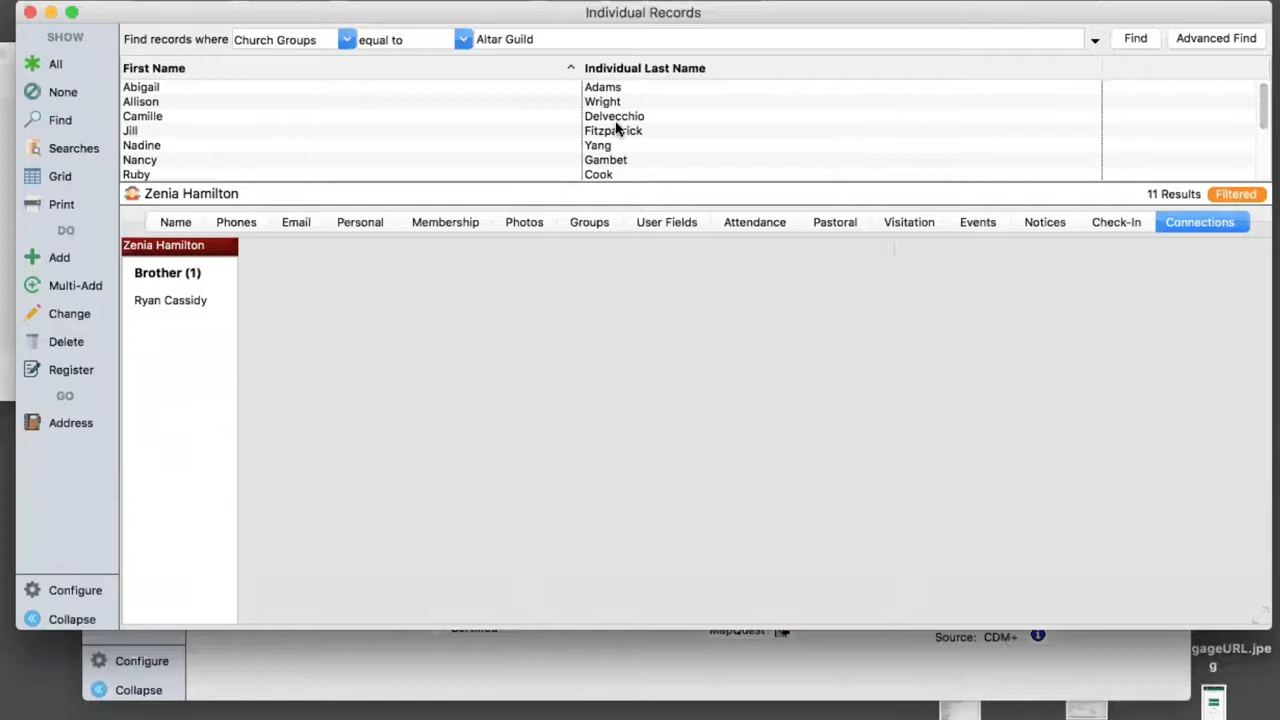 Individual Records
SHOW
Find records where Church Groups equal to Altar Guild Find Advanced Find
All
First Name Individual Last Name
None
Abigail Adams
Allison Wright
Find
Camille Delvecchio
Jill Fitzpatrick
Searches
Nadine Yang
Nancy Gambet
Grid
Ruby Cook
Zenia Hamilton 11 Results Filtered
Print
Name Phones Email Personal Membership Photos Groups User Fields Attendance Pastoral Visitation Events Notices Check-In Connections
DO
Zenia Hamilton
Add
Brother (1)
Multi-Add
Ryan Cassidy
Change
Delete
Register
GO
Address
Configure
Collapse
MapQuest
Source: CDM+
gageURL.jpe
g
Configure
Collapse